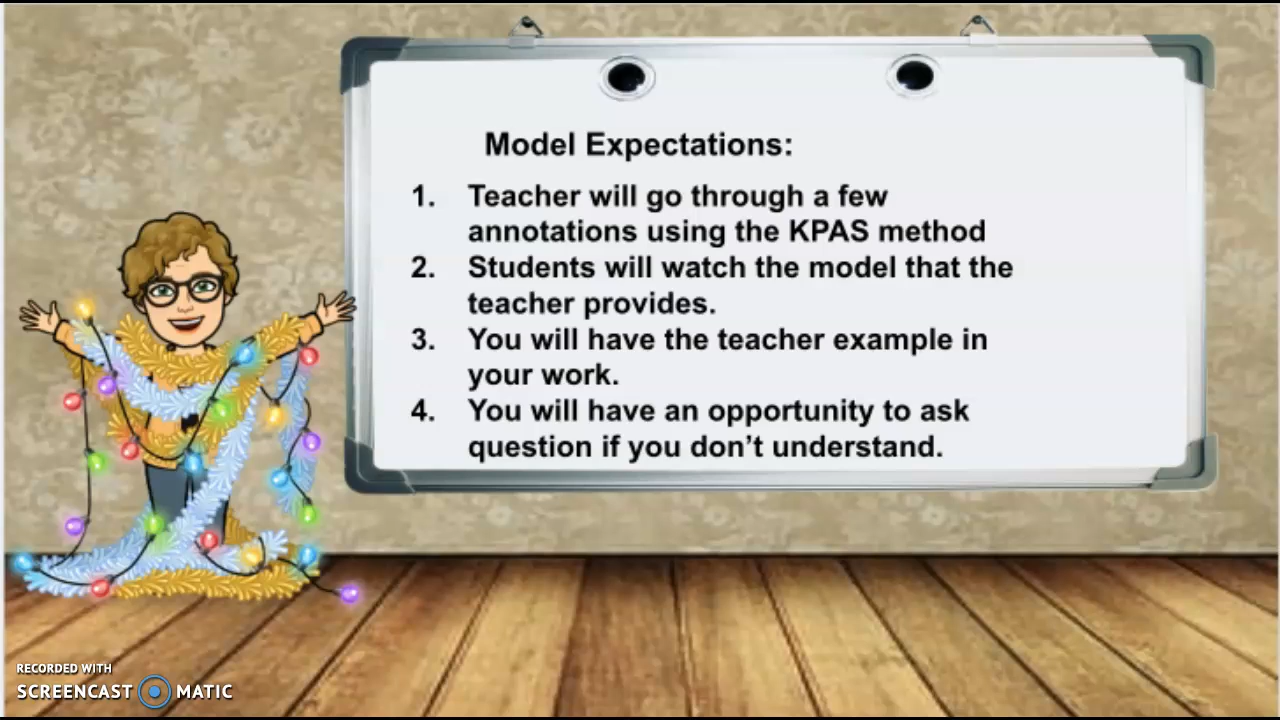 Model Expectations:
1. Teacher will go through a few
annotations using the KPAS method
2. Students will watch the model that the
teacher provides.
3. You will have the teacher example in
your work.
4. You will have an opportunity to ask
question if you don't understand.
RECORDED WITH
SCREENCAST MATIC